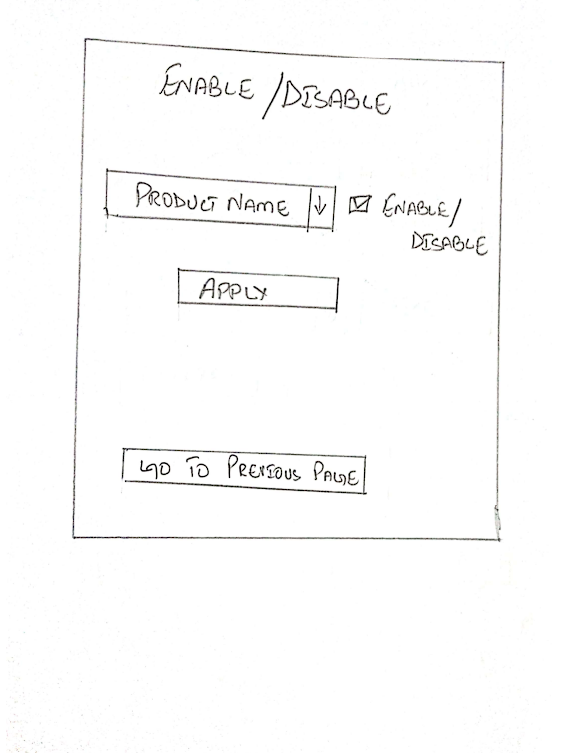 ENABLE/DISABLE
PRODUCT NAME ENABLE/
DISABLE
APPLY
GO TO PREVIOUS PAGE